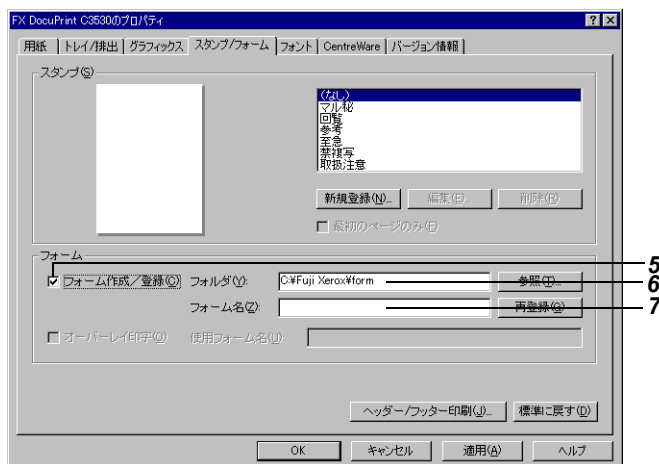 FX DocuPrint C3530のプロパティ
用紙 トレイ/排出 グラフィックス スタンプ/フォーム フォント CentreWare バージョン情報
スタンプ(S)
(なし)
マル秘
回覧
参考
至急
禁複写
取扱注意
新規登録(N)... 編集(E)... 削除(R)
最初のページのみ(F)
フォーム
フォーム作成/登録(C) フォルダ(Y): C:¥Fuji Xerox¥form 参照(T)... 5
6
フォーム名(Z): 再登録(G) 7
オーバーレイ印字(O) 使用フォーム名(U):
ヘッダー/フッター印刷(J)... 標準に戻す(D)
OK キャンセル 適用(A) ヘルプ